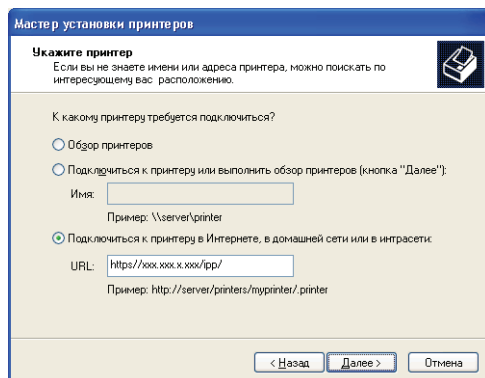 Мастер установки принтеров
Укажите принтер
Если вы не знаете имени или адреса принтера, можно поискать по
интересующему вас расположению.
К какому принтеру требуется подключиться?
Обзор принтеров
Подключиться к принтеру или выполнить обзор принтеров (кнопка "Далее"):
Имя:
Пример: \\server\printer
Подключиться к принтеру в Интернете, в домашней сети или в интрасети:
URL: https//xxx.xxx.x.xxx/ipp/
Пример: http://server/printers/myprinter/.printer
< Назад Далее > Отмена